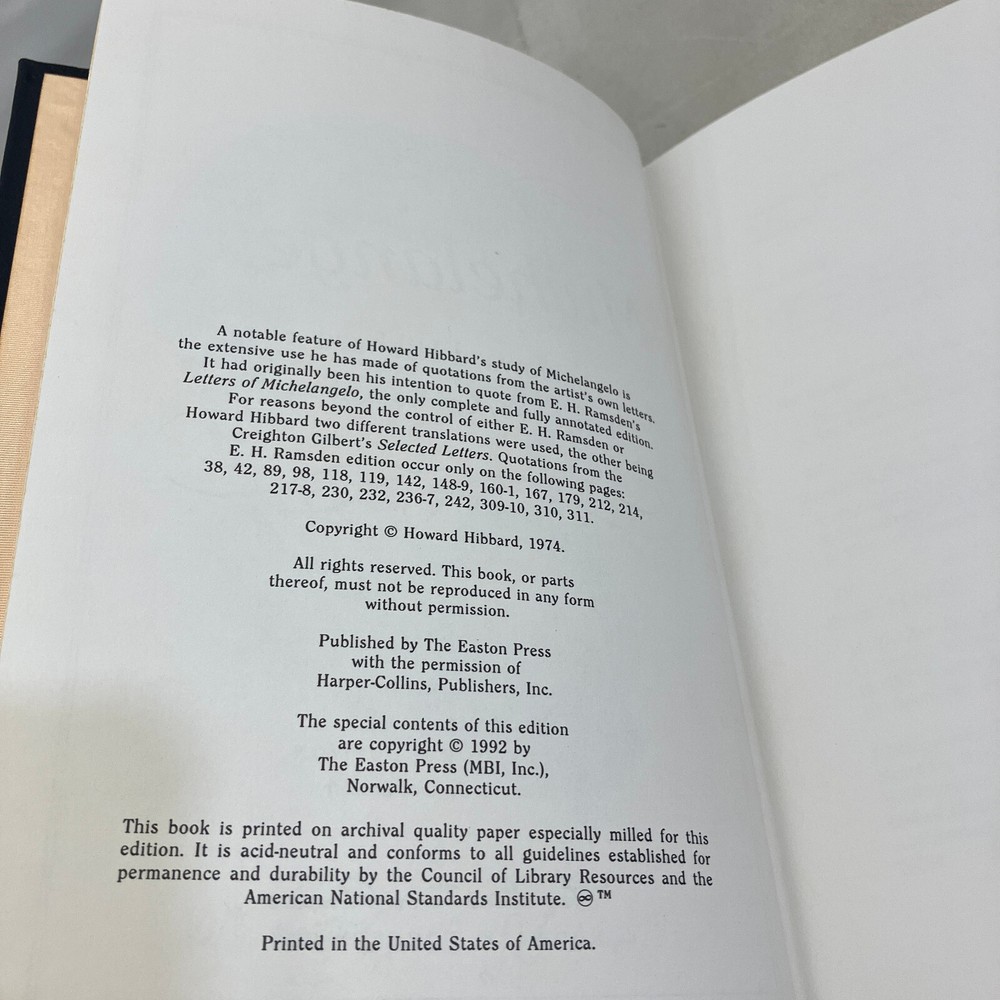 A notable feature of Howard Hibbard's study of Michelangelo is
the extensive use he has made of quotations from the artist's own letters.
It had originally been his intention to quote from E. H. Ramsden's
Letters of Michelangelo, the only complete and fully annotated edition.
For reasons beyond the control of either E. H. Ramsden or
Howard Hibbard two different translations were used, the other being
Creighton Gilbert's Selected Letters. Quotations from the
E. H. Ramsden edition occur only on the following pages:
38, 42, 89, 98, 118, 119, 142, 148-9, 160-1, 167, 179, 212, 214,
217-8, 230, 232, 236-7, 242, 309-10, 310, 311.
Copyright © Howard Hibbard, 1974.
All rights reserved. This book, or parts
thereof, must not be reproduced in any form
without permission.
Published by The Easton Press
with the permission of
Harper-Collins, Publishers, Inc.
The special contents of this edition
are copyright © 1992 by
The Easton Press (MBI, Inc.),
Norwalk, Connecticut.
This book is printed on archival quality paper especially milled for this
edition. It is acid-neutral and conforms to all guidelines established for
permanence and durability by the Council of Library Resources and the
American National Standards Institute. ♾™
Printed in the United States of America.